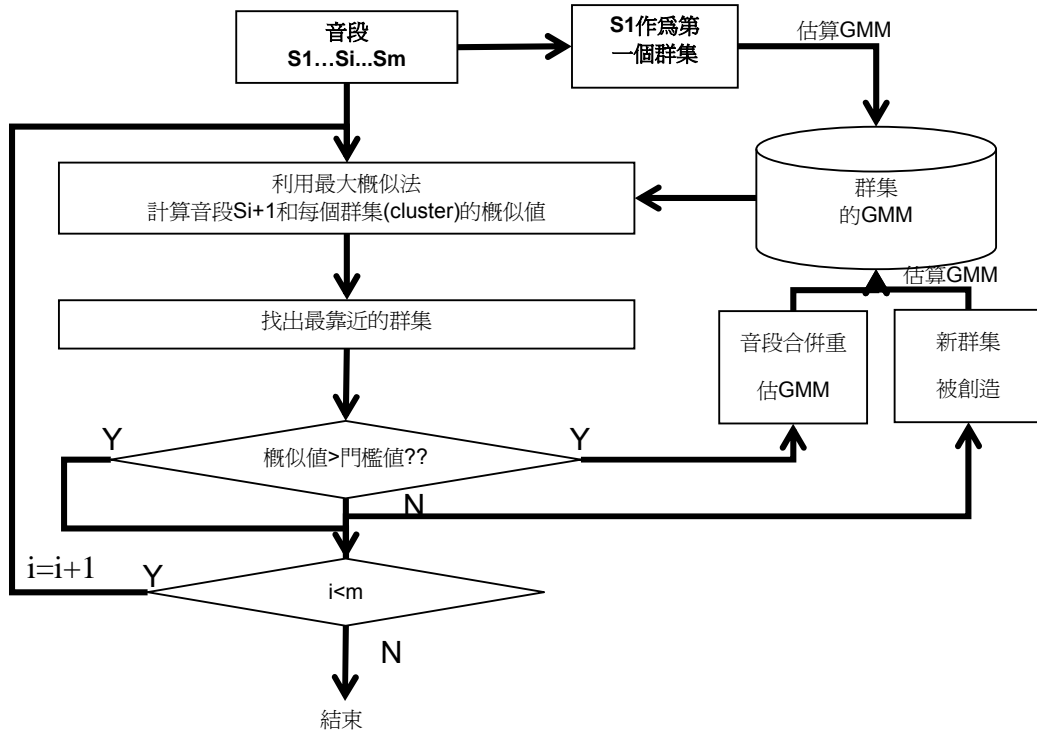 音段
S1…Si...Sm
S1作爲第
一個群集
估算GMM
利用最大概似法
計算音段Si+1和每個群集(cluster)的概似值
群集
的GMM
估算GMM
找出最靠近的群集
音段合併重
估GMM
新群集
被創造
Y
概似值>門檻值??
Y
N
i=i+1
Y
i<m
N
結束